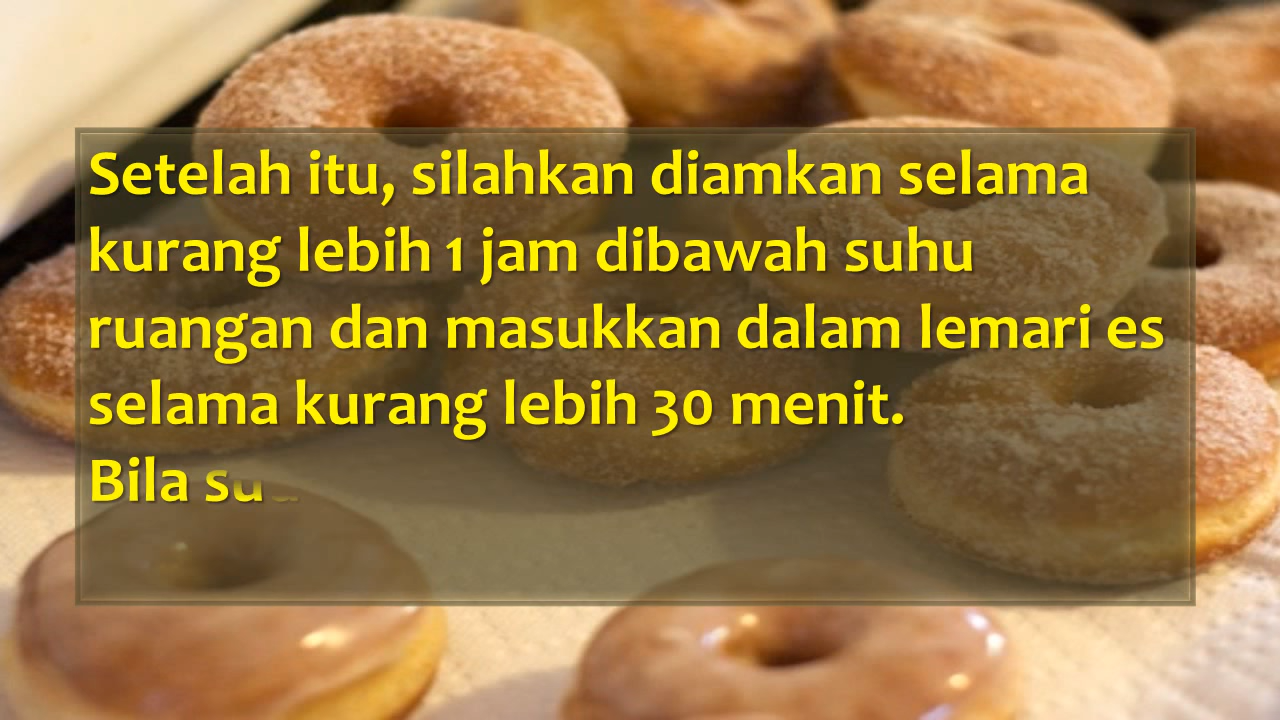 Setelah itu, silahkan diamkan selama
kurang lebih 1 jam dibawah suhu
ruangan dan masukkan dalam lemari es
selama kurang lebih 30 menit.
Bila